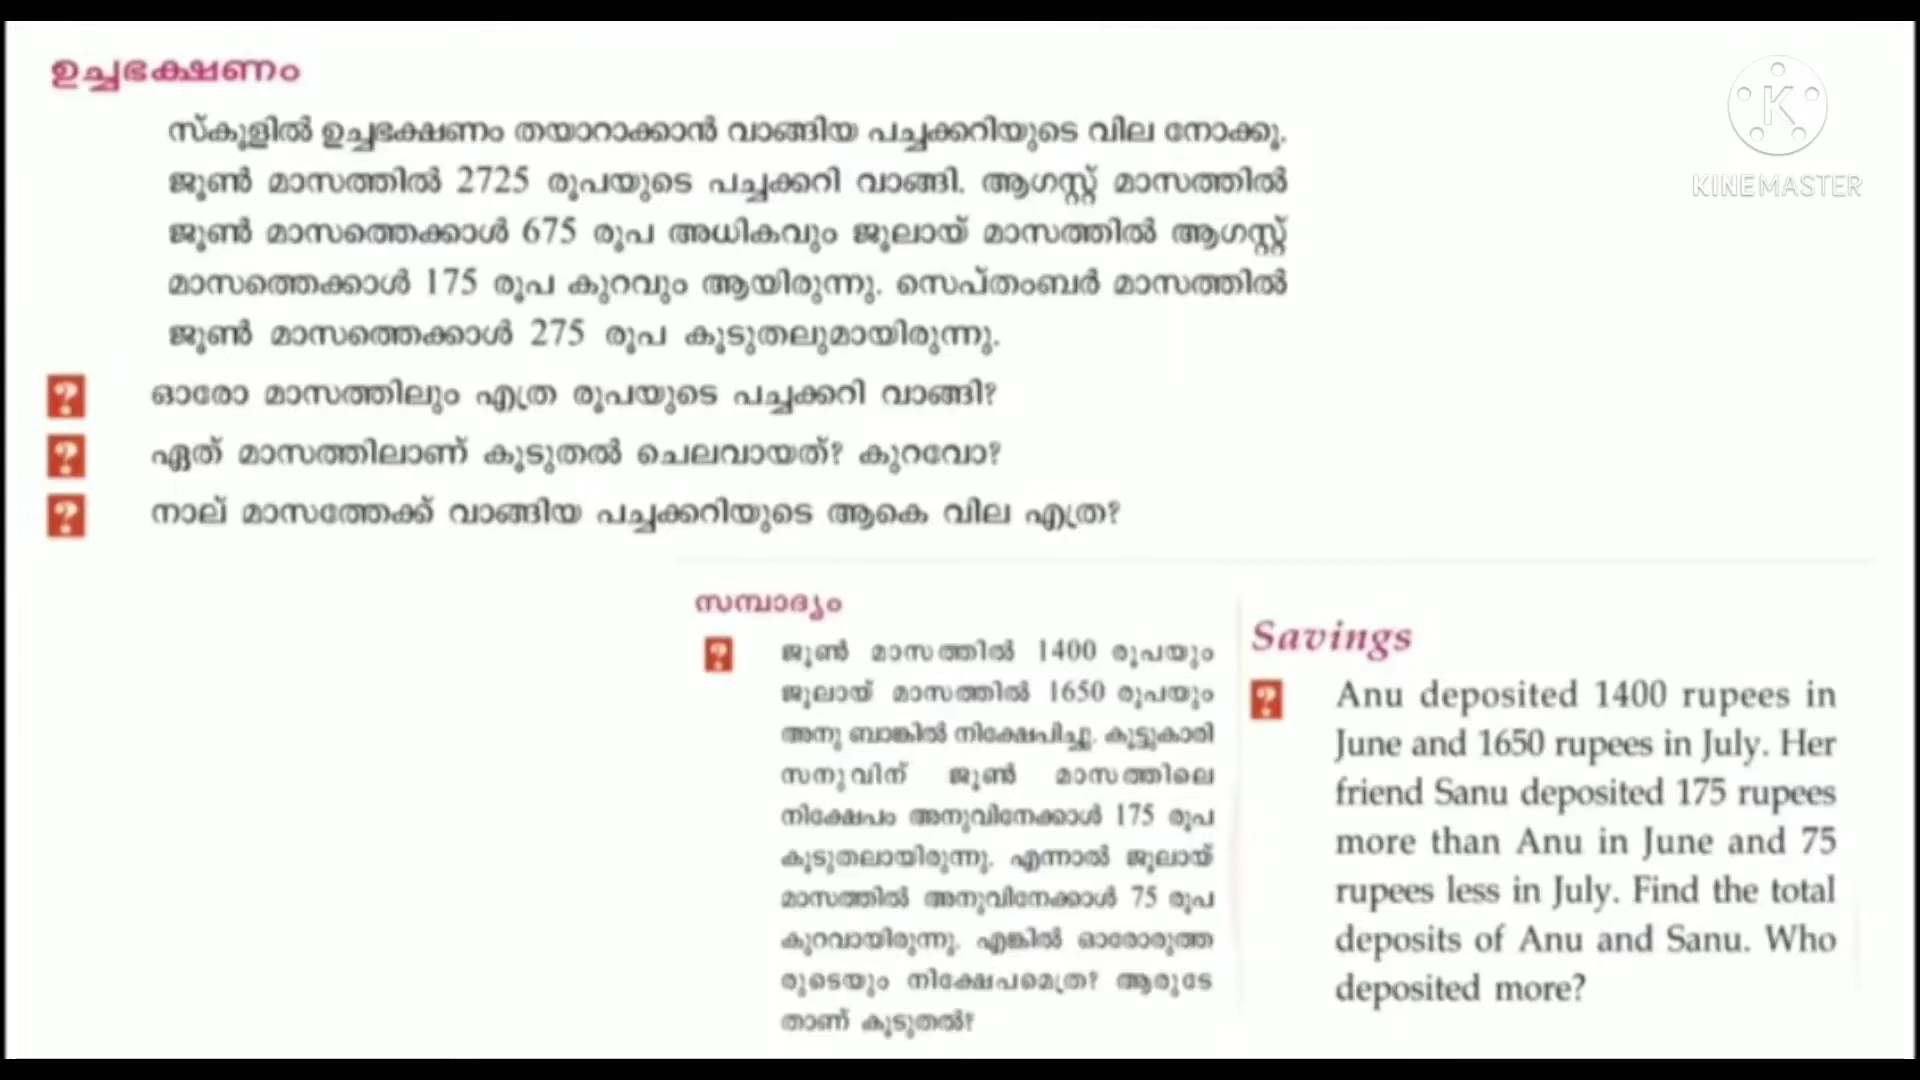 ഉച്ചഭക്ഷണം
സ്കൂളിൽ ഉച്ചഭക്ഷണം തയാറാക്കാൻ വാങ്ങിയ പച്ചക്കറിയുടെ വില നോക്കൂ.
ജൂൺ മാസത്തിൽ 2725 രൂപയുടെ പച്ചക്കറി വാങ്ങി. ആഗസ്റ്റ് മാസത്തിൽ
ജൂൺ മാസത്തെക്കാൾ 675 രൂപ അധികവും ജൂലായ് മാസത്തിൽ ആഗസ്റ്റ്
മാസത്തെക്കാൾ 175 രൂപ കുറവും ആയിരുന്നു. സെപ്തംബർ മാസത്തിൽ
ജൂൺ മാസത്തെക്കാൾ 275 രൂപ കൂടുതലുമായിരുന്നു.
? ഓരോ മാസത്തിലും എത്ര രൂപയുടെ പച്ചക്കറി വാങ്ങി?
? ഏത് മാസത്തിലാണ് കൂടുതൽ ചെലവായത്? കുറവോ?
? നാല് മാസത്തേക്ക് വാങ്ങിയ പച്ചക്കറിയുടെ ആകെ വില എത്ര?
KINEMASTER
സമ്പാദ്യം
? ജൂൺ മാസത്തിൽ 1400 രൂപയും
ജൂലായ് മാസത്തിൽ 1650 രൂപയും
അനു ബാങ്കിൽ നിക്ഷേപിച്ചു. കൂട്ടുകാരി
സനുവിന് ജൂൺ മാസത്തിലെ
നിക്ഷേപം അനുവിനേക്കാൾ 175 രൂപ
കൂടുതലായിരുന്നു. എന്നാൽ ജൂലായ്
മാസത്തിൽ അനുവിനേക്കാൾ 75 രൂപ
കുറവായിരുന്നു. എങ്കിൽ ഓരോരുത്ത
രുടെയും നിക്ഷേപമെത്ര? ആരുടേ
താണ് കൂടുതൽ?
Savings
? Anu deposited 1400 rupees in
June and 1650 rupees in July. Her
friend Sanu deposited 175 rupees
more than Anu in June and 75
rupees less in July. Find the total
deposits of Anu and Sanu. Who
deposited more?